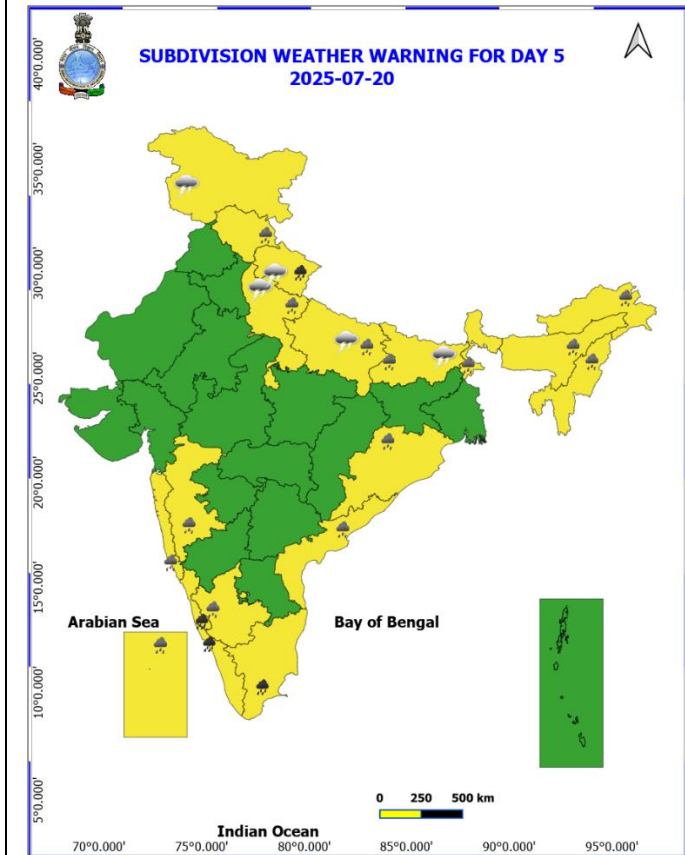 SUBDIVISION WEATHER WARNING FOR DAY 5
2025-07-20
40°0.000'
35°0.000'
30°0.000'
25°0.000'
20°0.000'
15°0.000'
10°0.000'
5°0.000'
Arabian Sea
Bay of Bengal
0 250 500 km
Indian Ocean
70°0.000' 75°0.000' 80°0.000' 85°0.000' 90°0.000' 95°0.000'